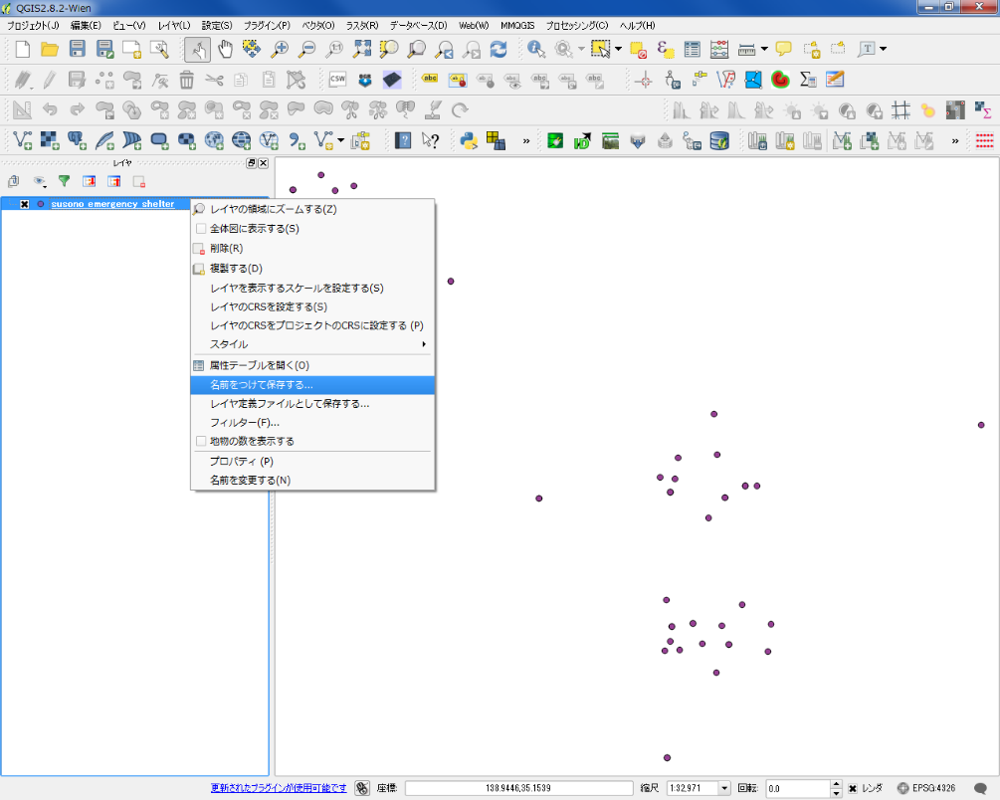 QGIS2.8.2-Wien
プロジェクト(J) 編集(E) ビュー(V) レイヤ(L) 設定(S) プラグイン(P) ベクタ(O) ラスタ(R) データベース(D) Web(W) MMQGIS プロセッシング(C) ヘルプ(H)
CSW abc abc abc
レイヤ
susono emergency shelter
レイヤの領域にズームする(Z)
全体図に表示する(S)
削除(R)
複製する(D)
レイヤを表示するスケールを設定する(S)
レイヤのCRSを設定する(S)
レイヤのCRSをプロジェクトのCRSに設定する (P)
スタイル
属性テーブルを開く(O)
名前をつけて保存する...
レイヤ定義ファイルとして保存する...
フィルター(F)...
地物の数を表示する
プロパティ (P)
名前を変更する(N)
更新されたプラグインが使用可能です 座標: 138.9446,35.1539 縮尺 1:32,971 回転: 0.0 レンダ EPSG:4326